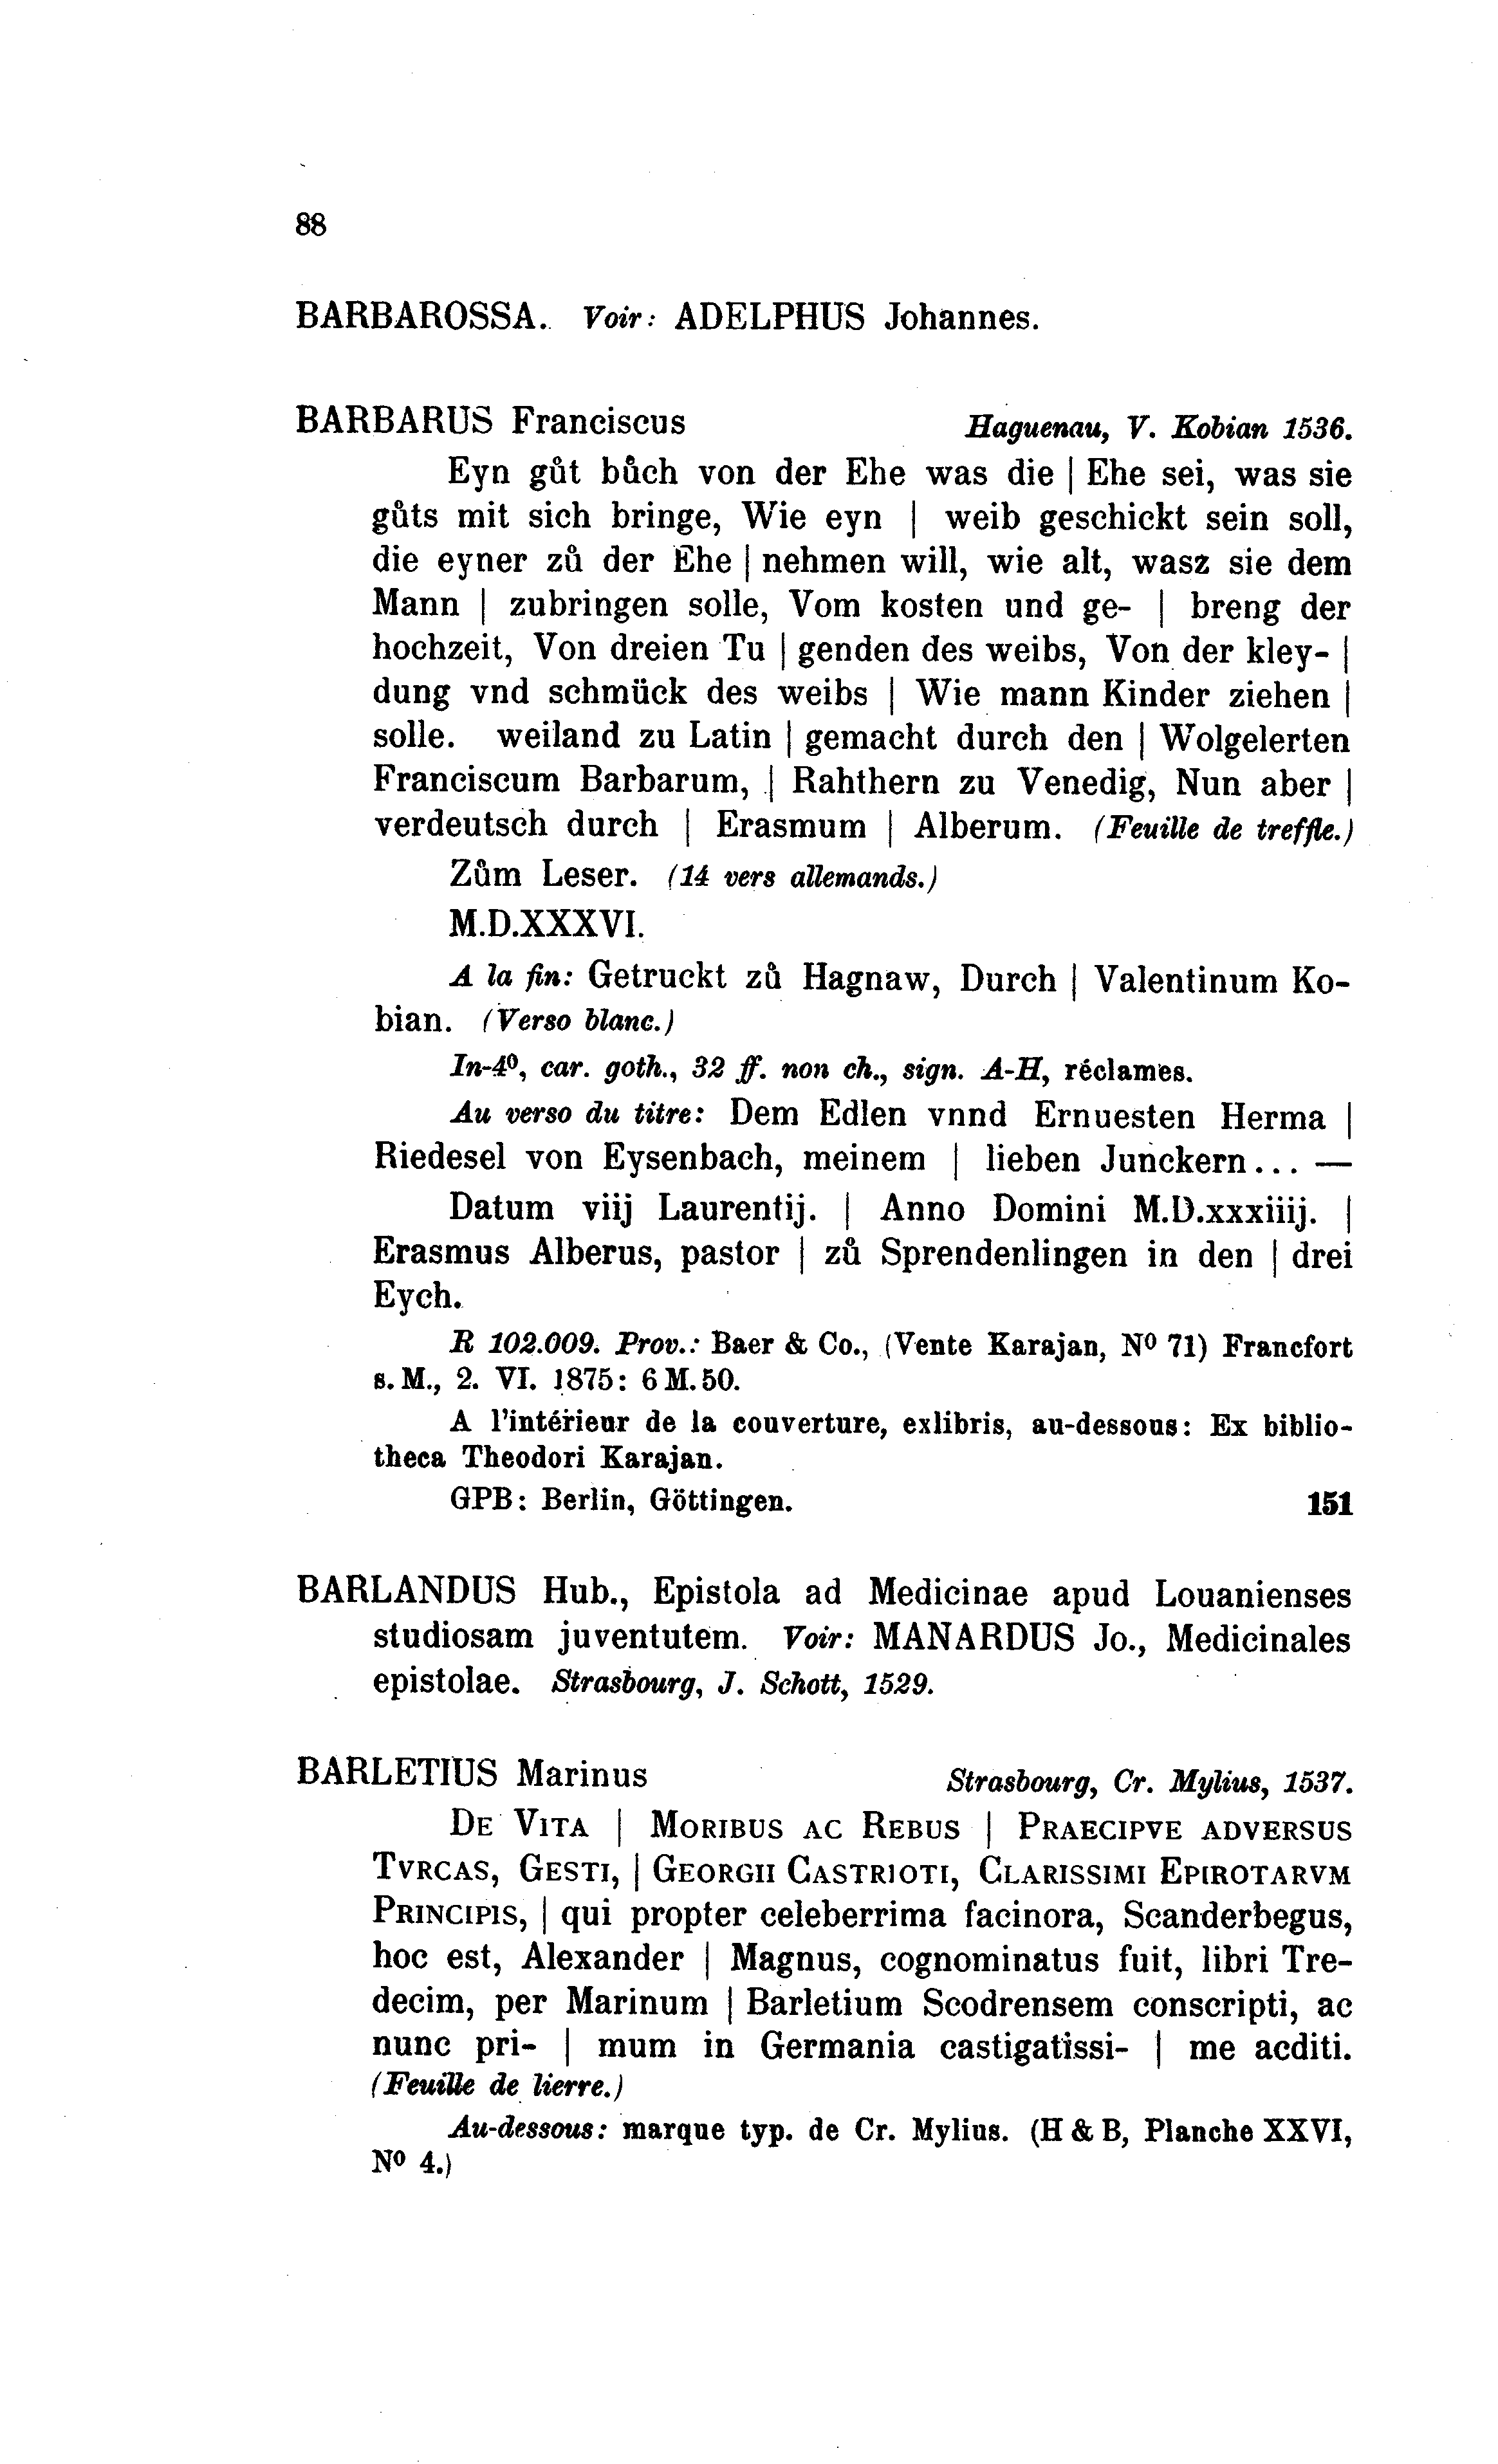 88
BARBAROSSA. Voir: ADELPHUS Johannes.
BARBARUS Franciscus Haguenau, V. Kobian 1536.
Eyn gůt bůch von der Ehe was die | Ehe sei, was sie
gůts mit sich bringe, Wie eyn | weib geschickt sein soll,
die eyner zů der Ehe | nehmen will, wie alt, wasz sie dem
Mann | zubringen solle, Vom kosten und ge- | breng der
hochzeit, Von dreien Tu | genden des weibs, Von der kley- |
dung vnd schmück des weibs | Wie mann Kinder ziehen |
solle. weiland zu Latin | gemacht durch den | Wolgelerten
Franciscum Barbarum, | Rahthern zu Venedig, Nun aber |
verdeutsch durch | Erasmum | Alberum. (Feuille de treffle.)
Zům Leser. (14 vers allemands.)
M.D.XXXVI.
A la fin: Getruckt zů Hagnaw, Durch | Valentinum Ko-
bian. (Verso blanc.)
In-4⁰, car. goth., 32 ff. non ch., sign. A-H, réclames.
Au verso du titre: Dem Edlen vnnd Ernuesten Herma |
Riedesel von Eysenbach, meinem | lieben Junckern... —
Datum viij Laurentij. | Anno Domini M.D.xxxiiij. |
Erasmus Alberus, pastor | zů Sprendenlingen in den | drei
Eych.
R 102.009. Prov.: Baer & Co., (Vente Karajan, N⁰ 71) Francfort
s. M., 2. VI. 1875: 6 M. 50.
A l'intérieur de la couverture, exlibris, au-dessous: Ex biblio-
theca Theodori Karajan.
GPB: Berlin, Göttingen. 151
BARLANDUS Hub., Epistola ad Medicinae apud Louanienses
studiosam juventutem. Voir: MANARDUS Jo., Medicinales
epistolae. Strasbourg, J. Schott, 1529.
BARLETIUS Marinus Strasbourg, Cr. Mylius, 1537.
DE VITA | MORIBUS AC REBUS | PRAECIPVE ADVERSUS
TVRCAS, GESTI, | GEORGII CASTRIOTI, CLARISSIMI EPIROTARVM
PRINCIPIS, | qui propter celeberrima facinora, Scanderbegus,
hoc est, Alexander | Magnus, cognominatus fuit, libri Tre-
decim, per Marinum | Barletium Scodrensem conscripti, ac
nunc pri- | mum in Germania castigatissi- | me acditi.
(Feuille de lierre.)
Au-dessous: marque typ. de Cr. Mylius. (H & B, Planche XXVI,
N⁰ 4.)